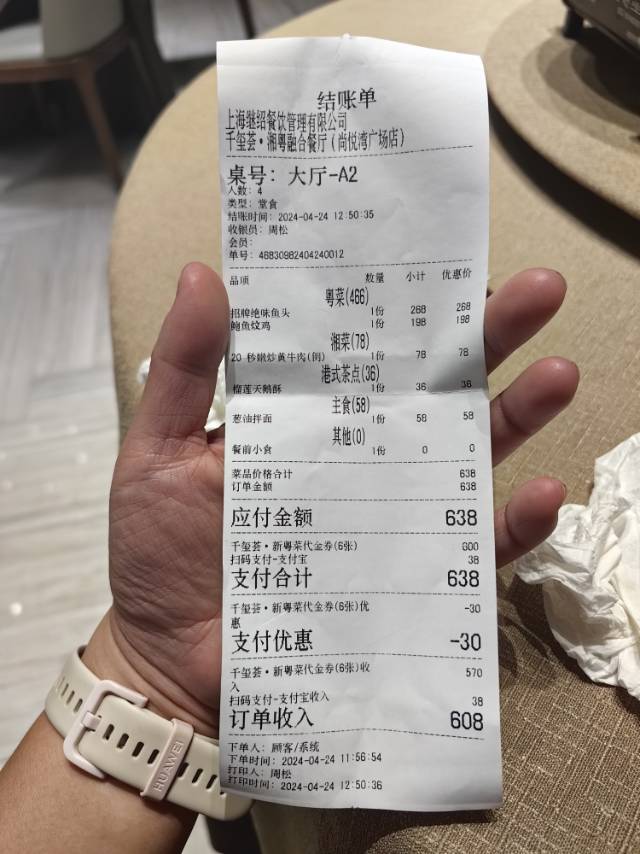 结账单
上海继绍餐饮管理有限公司
千玺荟·湘粤融合餐厅(尚悦湾广场店)
桌号: 大厅-A2
人数: 4
类型: 堂食
结账时间: 2024-04-24 12:50:35
收银员: 周松
会员:
单号: 46830982404240012
品项 数量 小计 优惠价
粤菜(466)
招牌绝味鱼头 1份 268 268
鲍鱼炆鸡 1份 198 198
湘菜(78)
20 秒嫩炒黄牛肉(例) 1份 78 78
港式茶点(36)
榴莲天鹅酥 1份 36 36
主食(58)
葱油拌面 1份 58 58
其他(0)
餐前小食 1份 0 0
菜品价格合计 638
订单金额 638
应付金额 638
千玺荟·新粤菜代金券(6张) 600
扫码支付-支付宝 38
支付合计 638
千玺荟·新粤菜代金券(6张)优 -30
惠
支付优惠 -30
千玺荟·新粤菜代金券(6张)收 570
入
扫码支付-支付宝收入 38
订单收入 608
下单人: 顾客/系统
下单时间: 2024-04-24 11:56:54
打印人: 周松
打印时间: 2024-04-24 12:50:36
HUAWEI